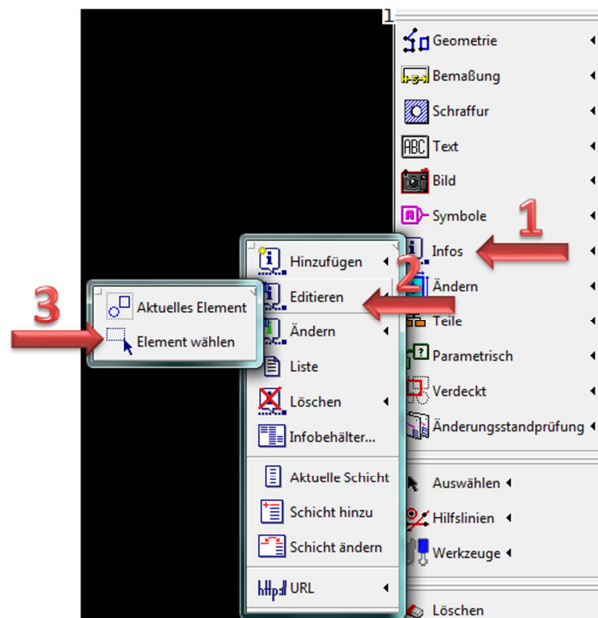 1
Geometrie
Bemaßung
Schraffur
ABC Text
Bild
Symbole
1
Infos
Ändern
Teile
Parametrisch
Verdeckt
Änderungsstandprüfung
Auswählen
Hilfslinien
Werkzeuge
Löschen
Hinzufügen
2
Editieren
Ändern
Liste
Löschen
Infobehälter...
Aktuelle Schicht
Schicht hinzu
Schicht ändern
http:// URL
3
Aktuelles Element
Element wählen